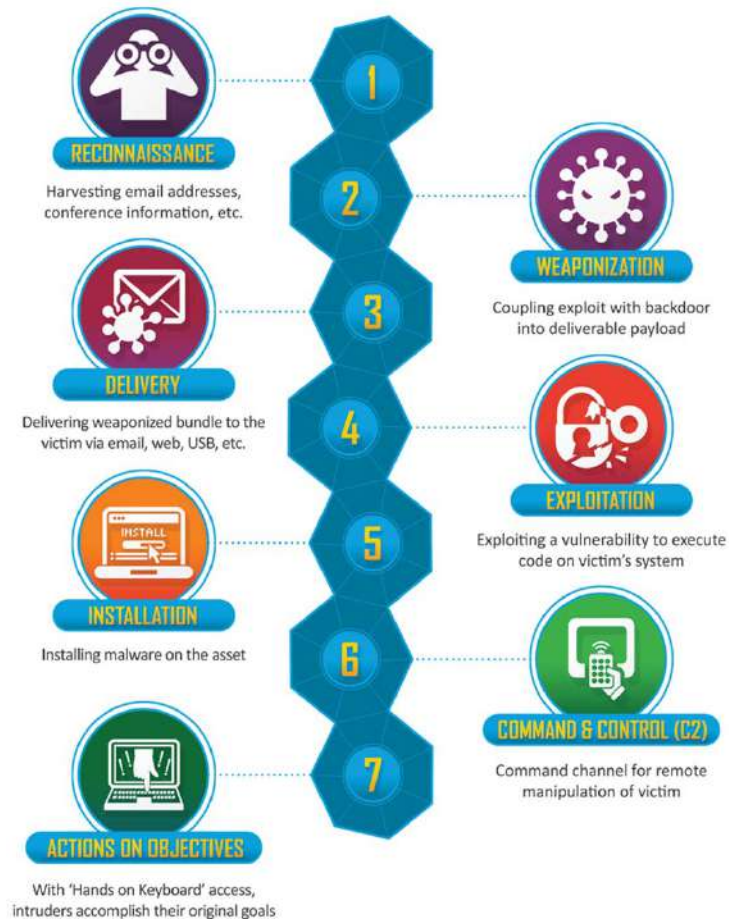 1
RECONNAISSANCE
Harvesting email addresses,
conference information, etc.
2
WEAPONIZATION
Coupling exploit with backdoor
into deliverable payload
3
DELIVERY
Delivering weaponized bundle to the
victim via email, web, USB, etc.
4
EXPLOITATION
Exploiting a vulnerability to execute
code on victim's system
5
INSTALL
INSTALLATION
Installing malware on the asset
6
COMMAND & CONTROL (C2)
Command channel for remote
manipulation of victim
7
ACTIONS ON OBJECTIVES
With 'Hands on Keyboard' access,
intruders accomplish their original goals